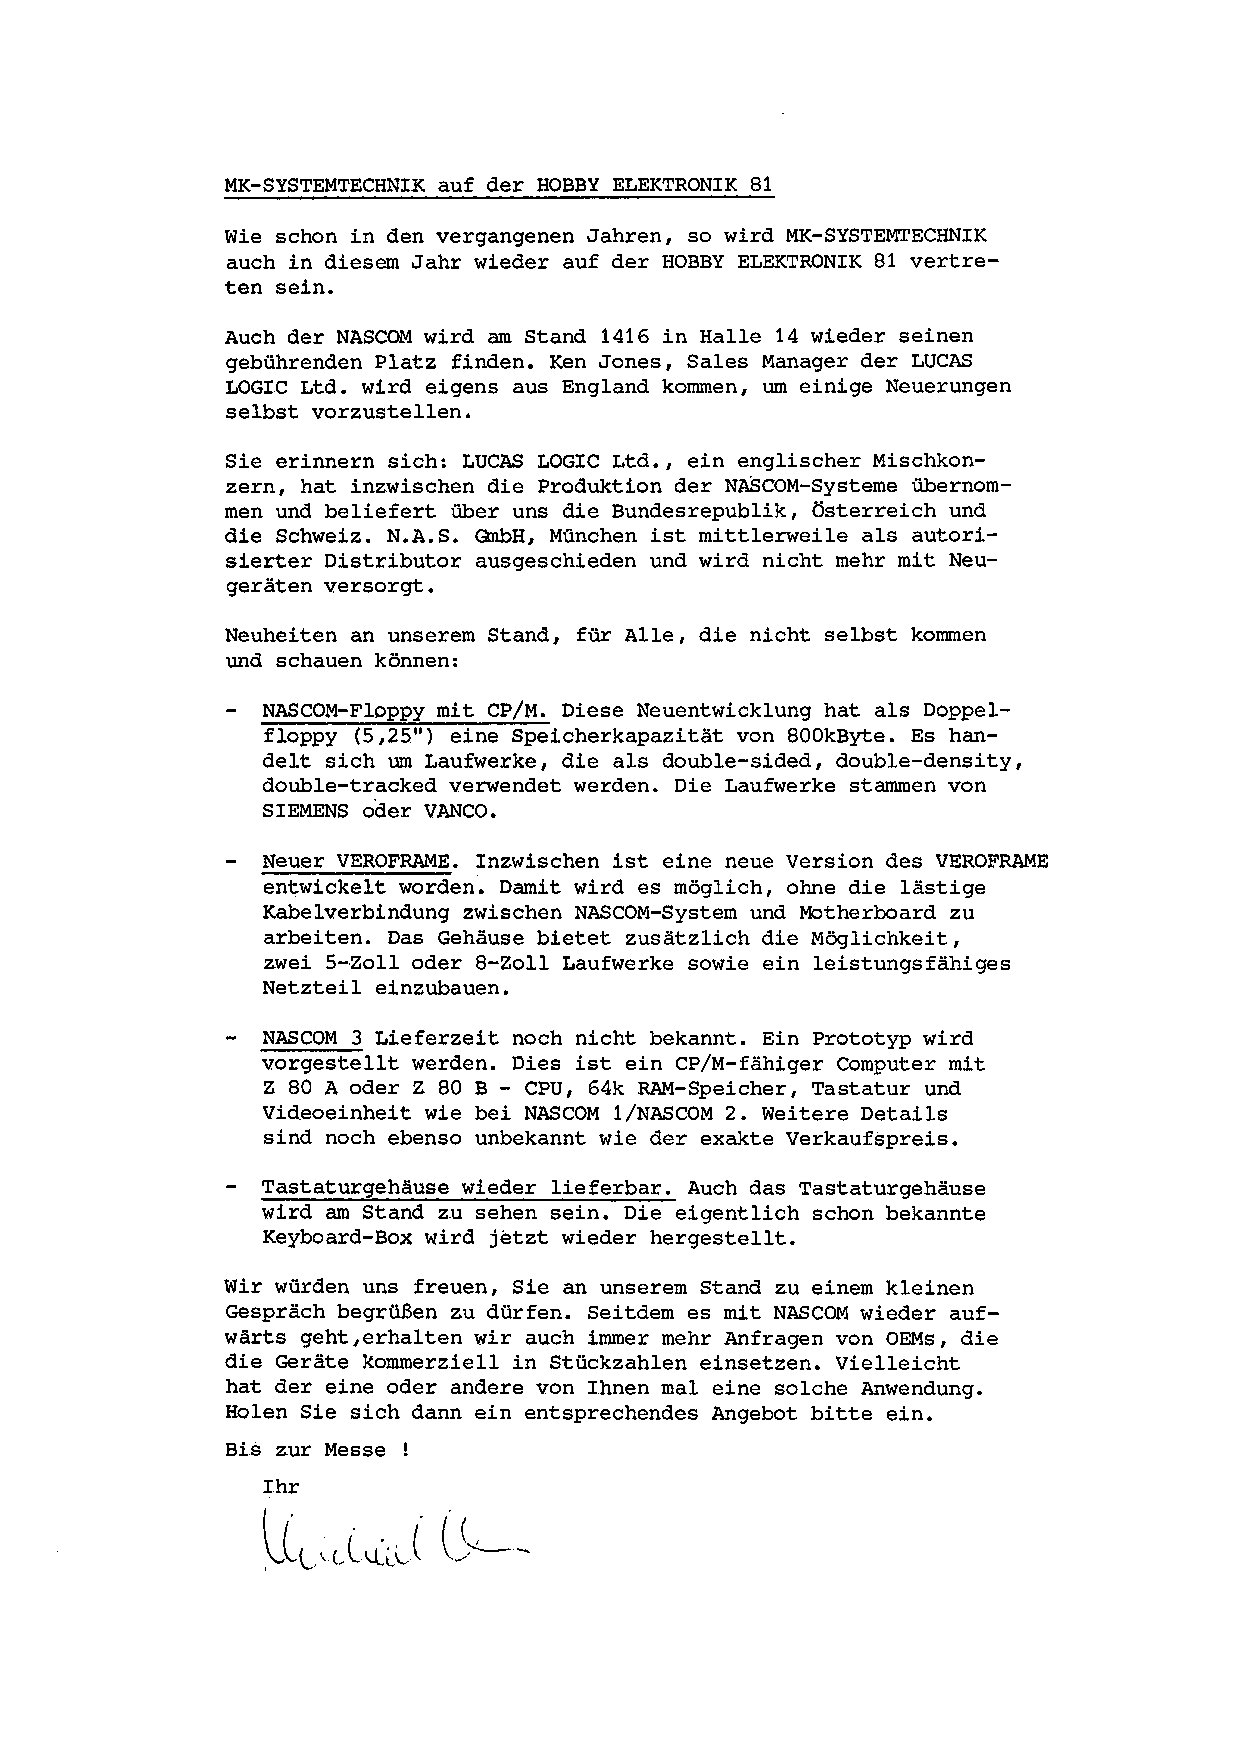 MK-SYSTEMTECHNIK auf der HOBBY ELEKTRONIK 81
Wie schon in den vergangenen Jahren, so wird MK-SYSTEMTECHNIK
auch in diesem Jahr wieder auf der HOBBY ELEKTRONIK 81 vertre-
ten sein.
Auch der NASCOM wird am Stand 1416 in Halle 14 wieder seinen
gebührenden Platz finden. Ken Jones, Sales Manager der LUCAS
LOGIC Ltd. wird eigens aus England kommen, um einige Neuerungen
selbst vorzustellen.
Sie erinnern sich: LUCAS LOGIC Ltd., ein englischer Mischkon-
zern, hat inzwischen die Produktion der NASCOM-Systeme übernom-
men und beliefert über uns die Bundesrepublik, Österreich und
die Schweiz. N.A.S. GmbH, München ist mittlerweile als autori-
sierter Distributor ausgeschieden und wird nicht mehr mit Neu-
geräten versorgt.
Neuheiten an unserem Stand, für Alle, die nicht selbst kommen
und schauen können:
- NASCOM-Floppy mit CP/M. Diese Neuentwicklung hat als Doppel-
floppy (5,25") eine Speicherkapazität von 800kByte. Es han-
delt sich um Laufwerke, die als double-sided, double-density,
double-tracked verwendet werden. Die Laufwerke stammen von
SIEMENS oder VANCO.
- Neuer VEROFRAME. Inzwischen ist eine neue Version des VEROFRAME
entwickelt worden. Damit wird es möglich, ohne die lästige
Kabelverbindung zwischen NASCOM-System und Motherboard zu
arbeiten. Das Gehäuse bietet zusätzlich die Möglichkeit,
zwei 5-Zoll oder 8-Zoll Laufwerke sowie ein leistungsfähiges
Netzteil einzubauen.
- NASCOM 3 Lieferzeit noch nicht bekannt. Ein Prototyp wird
vorgestellt werden. Dies ist ein CP/M-fähiger Computer mit
Z 80 A oder Z 80 B - CPU, 64k RAM-Speicher, Tastatur und
Videoeinheit wie bei NASCOM 1/NASCOM 2. Weitere Details
sind noch ebenso unbekannt wie der exakte Verkaufspreis.
- Tastaturgehäuse wieder lieferbar. Auch das Tastaturgehäuse
wird am Stand zu sehen sein. Die eigentlich schon bekannte
Keyboard-Box wird jetzt wieder hergestellt.
Wir würden uns freuen, Sie an unserem Stand zu einem kleinen
Gespräch begrüßen zu dürfen. Seitdem es mit NASCOM wieder auf-
wärts geht,erhalten wir auch immer mehr Anfragen von OEMs, die
die Geräte kommerziell in Stückzahlen einsetzen. Vielleicht
hat der eine oder andere von Ihnen mal eine solche Anwendung.
Holen Sie sich dann ein entsprechendes Angebot bitte ein.
Bis zur Messe !
Ihr